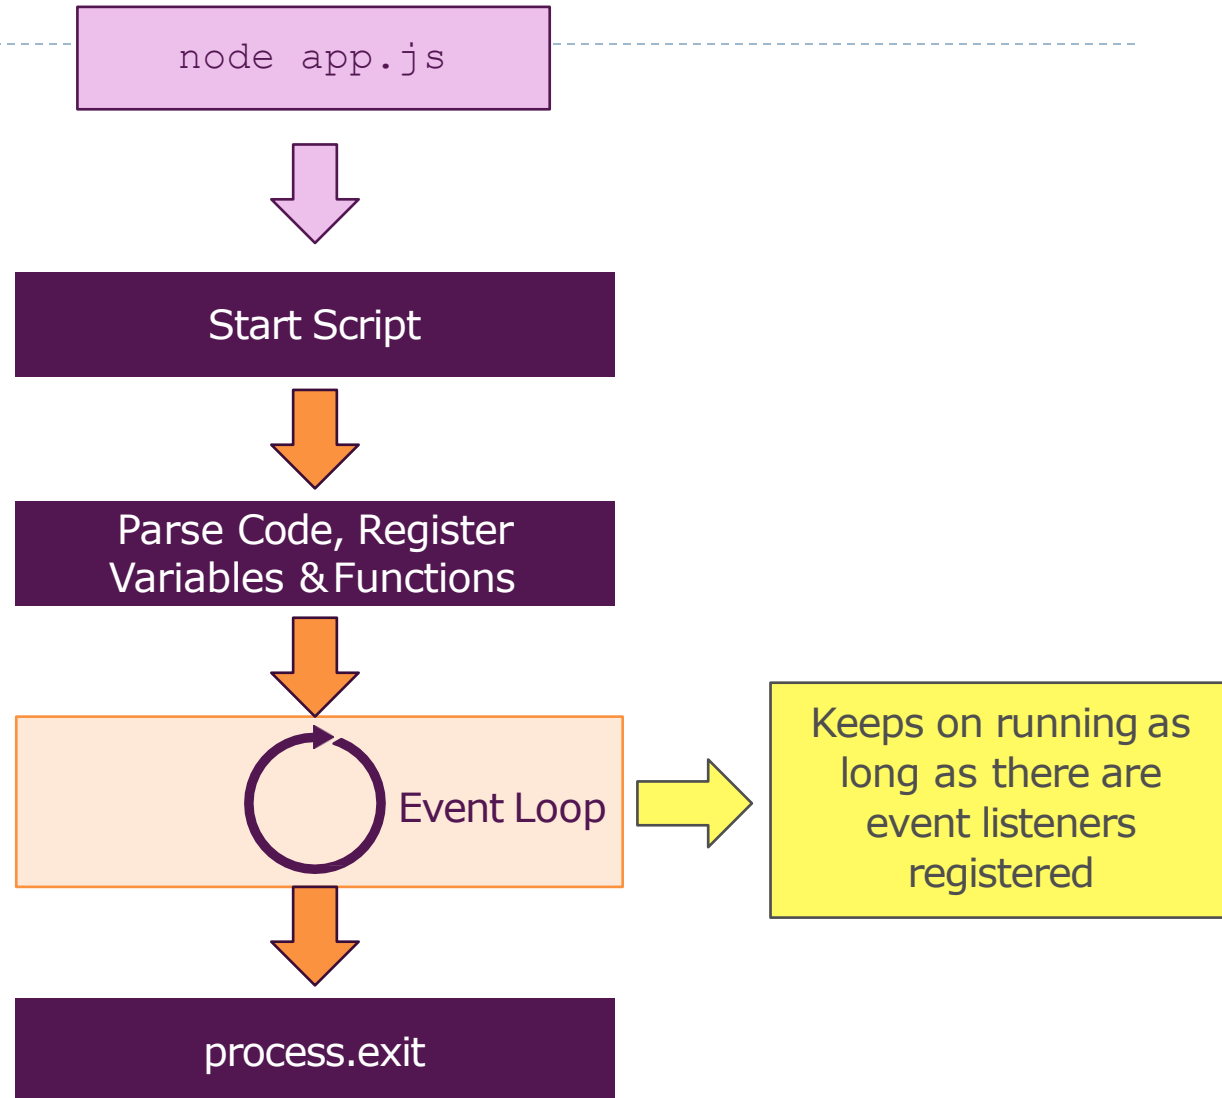 node app.js
Start Script
Parse Code, Register
Variables & Functions
Event Loop
Keeps on running as
long as there are
event listeners
registered
process.exit